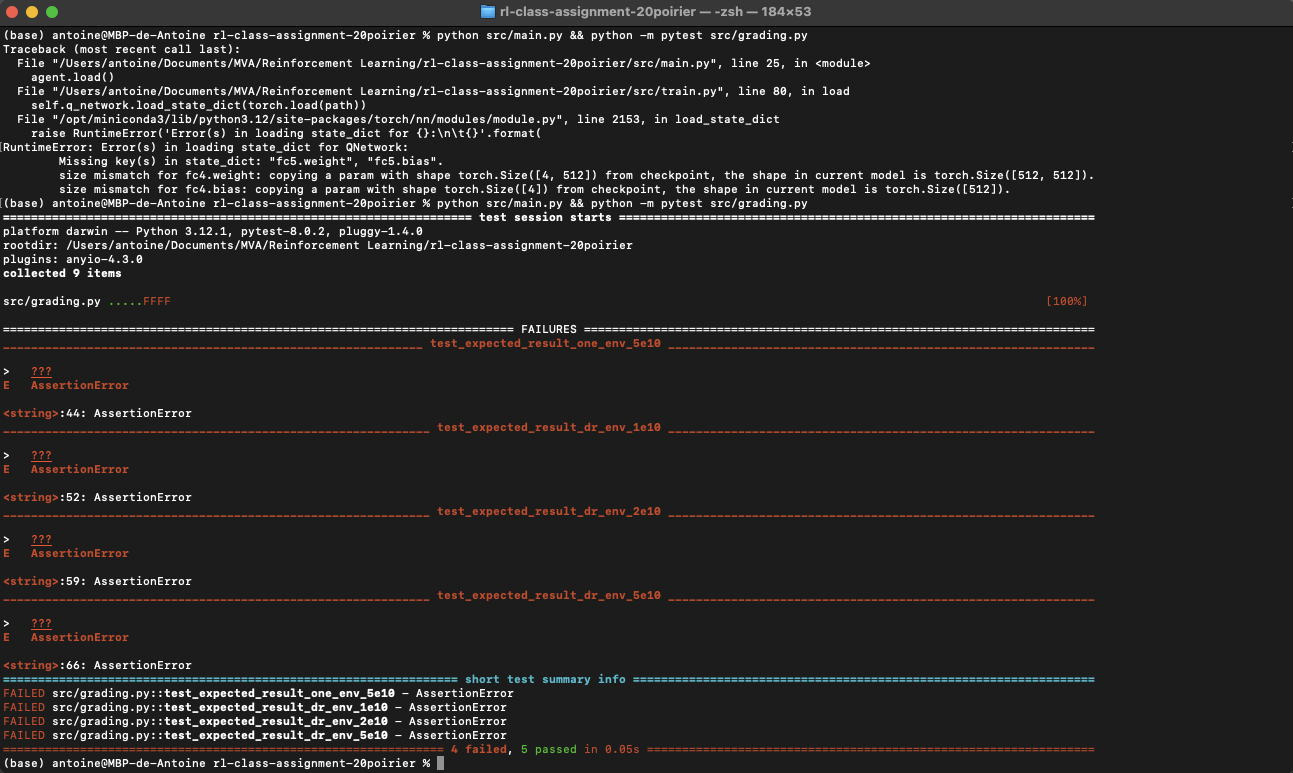 rl-class-assignment-20poirier — -zsh — 184×53
(base) antoine@MBP-de-Antoine rl-class-assignment-20poirier % python src/main.py && python -m pytest src/grading.py
Traceback (most recent call last):
  File "/Users/antoine/Documents/MVA/Reinforcement Learning/rl-class-assignment-20poirier/src/main.py", line 25, in <module>
    agent.load()
  File "/Users/antoine/Documents/MVA/Reinforcement Learning/rl-class-assignment-20poirier/src/train.py", line 80, in load
    self.q_network.load_state_dict(torch.load(path))
  File "/opt/miniconda3/lib/python3.12/site-packages/torch/nn/modules/module.py", line 2153, in load_state_dict
    raise RuntimeError('Error(s) in loading state_dict for {}:\n\t{}'.format(
[RuntimeError: Error(s) in loading state_dict for QNetwork:
        Missing key(s) in state_dict: "fc5.weight", "fc5.bias".
        size mismatch for fc4.weight: copying a param with shape torch.Size([4, 512]) from checkpoint, the shape in current model is torch.Size([512, 512]).
        size mismatch for fc4.bias: copying a param with shape torch.Size([4]) from checkpoint, the shape in current model is torch.Size([512]).
[(base) antoine@MBP-de-Antoine rl-class-assignment-20poirier % python src/main.py && python -m pytest src/grading.py
=================================================================== test session starts ====================================================================
platform darwin -- Python 3.12.1, pytest-8.0.2, pluggy-1.4.0
rootdir: /Users/antoine/Documents/MVA/Reinforcement Learning/rl-class-assignment-20poirier
plugins: anyio-4.3.0
collected 9 items
src/grading.py .....FFFF [100%]
========================================================================= FAILURES =========================================================================
____________________________________________________________ test_expected_result_one_env_5e10 _____________________________________________________________
>   ???
E   AssertionError
<string>:44: AssertionError
_____________________________________________________________ test_expected_result_dr_env_1e10 _____________________________________________________________
>   ???
E   AssertionError
<string>:52: AssertionError
_____________________________________________________________ test_expected_result_dr_env_2e10 _____________________________________________________________
>   ???
E   AssertionError
<string>:59: AssertionError
_____________________________________________________________ test_expected_result_dr_env_5e10 _____________________________________________________________
>   ???
E   AssertionError
<string>:66: AssertionError
================================================================= short test summary info ==================================================================
FAILED src/grading.py::test_expected_result_one_env_5e10 - AssertionError
FAILED src/grading.py::test_expected_result_dr_env_1e10 - AssertionError
FAILED src/grading.py::test_expected_result_dr_env_2e10 - AssertionError
FAILED src/grading.py::test_expected_result_dr_env_5e10 - AssertionError
=============================================================== 4 failed, 5 passed in 0.05s ================================================================
(base) antoine@MBP-de-Antoine rl-class-assignment-20poirier %